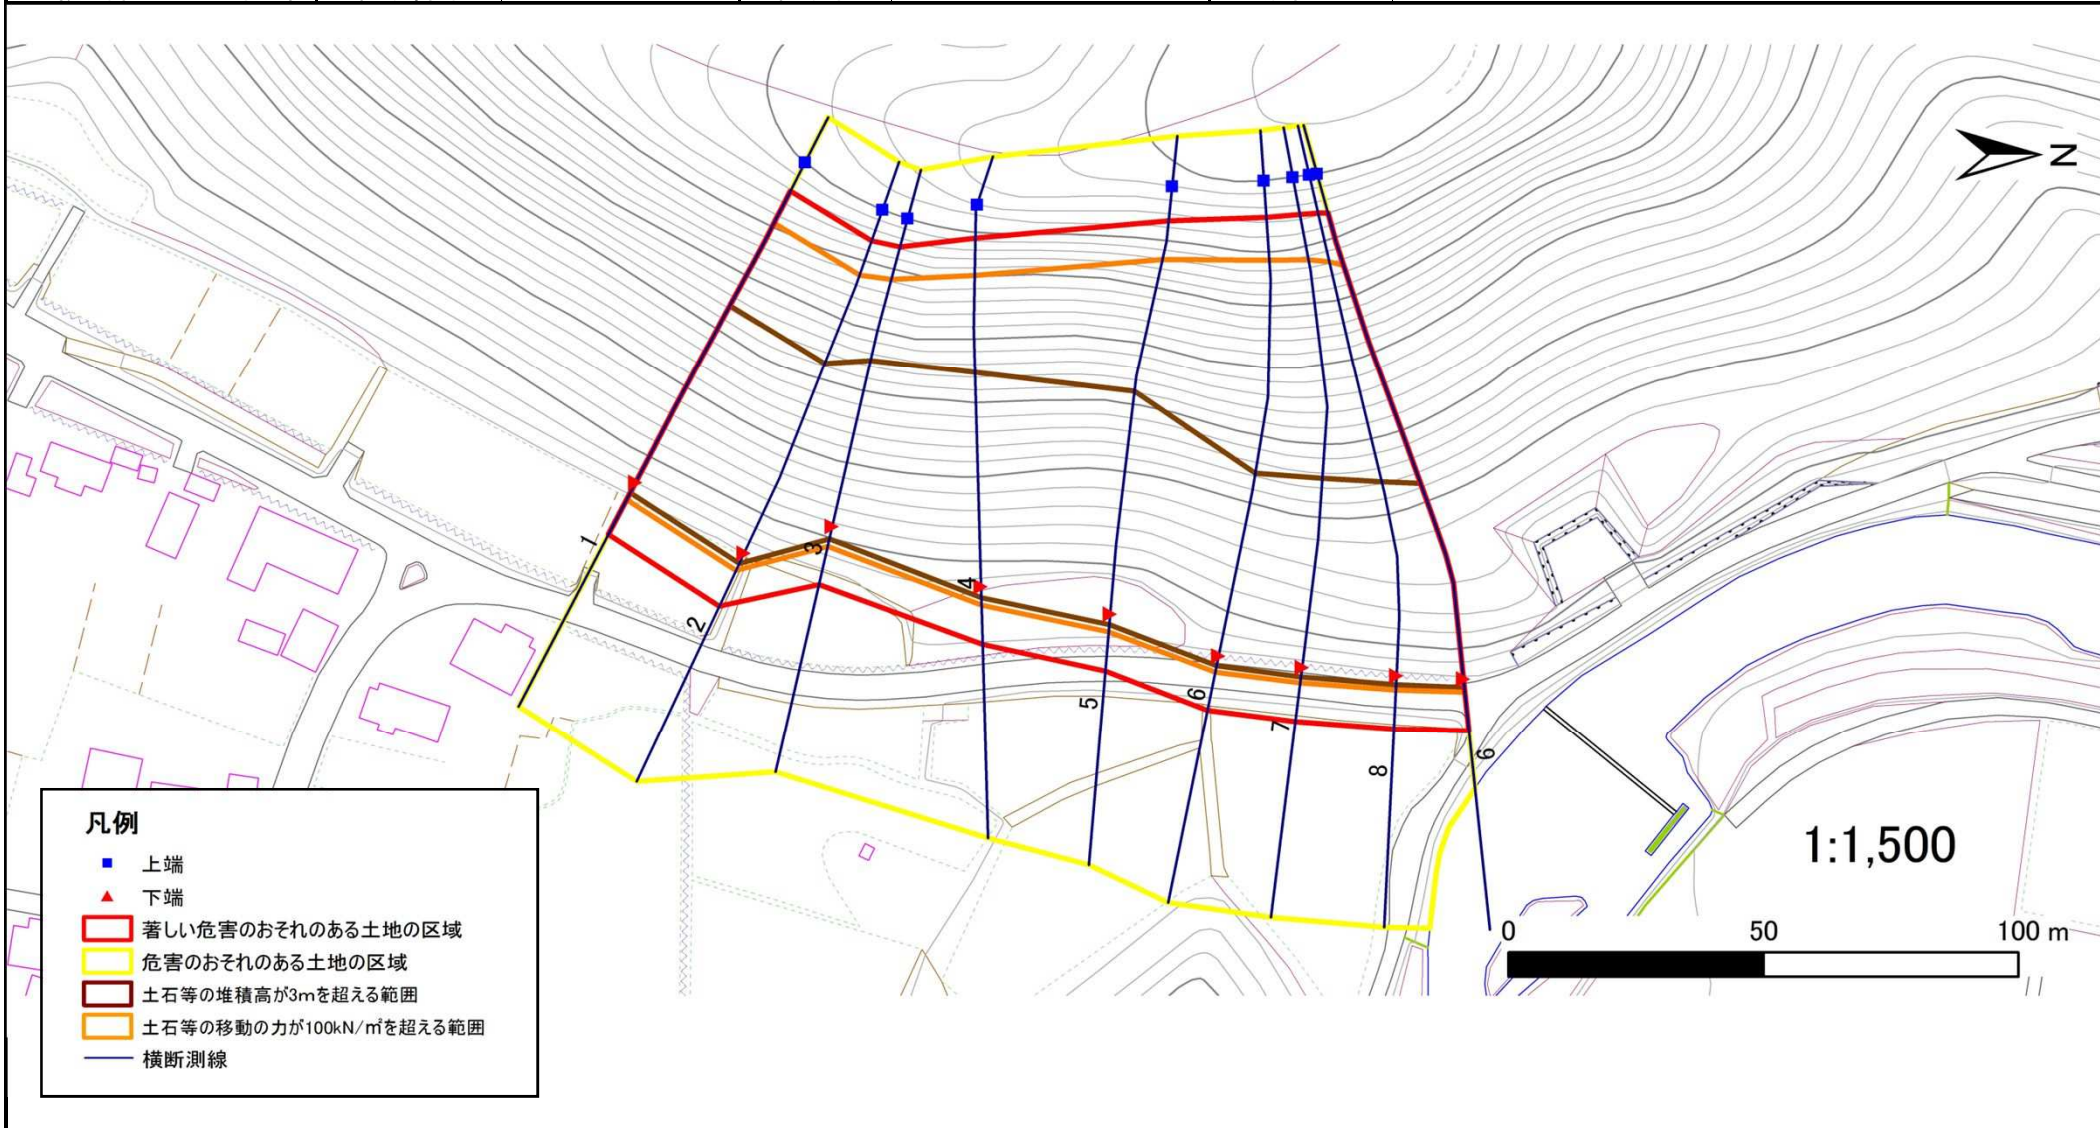 N
1
2
3
4
5
6
7
8
9
1:1,500
0 50 100 m
凡例
上端
下端
著しい危害のおそれのある土地の区域
危害のおそれのある土地の区域
土石等の堆積高が3mを超える範囲
土石等の移動の力が100kN/㎡を超える範囲
横断測線